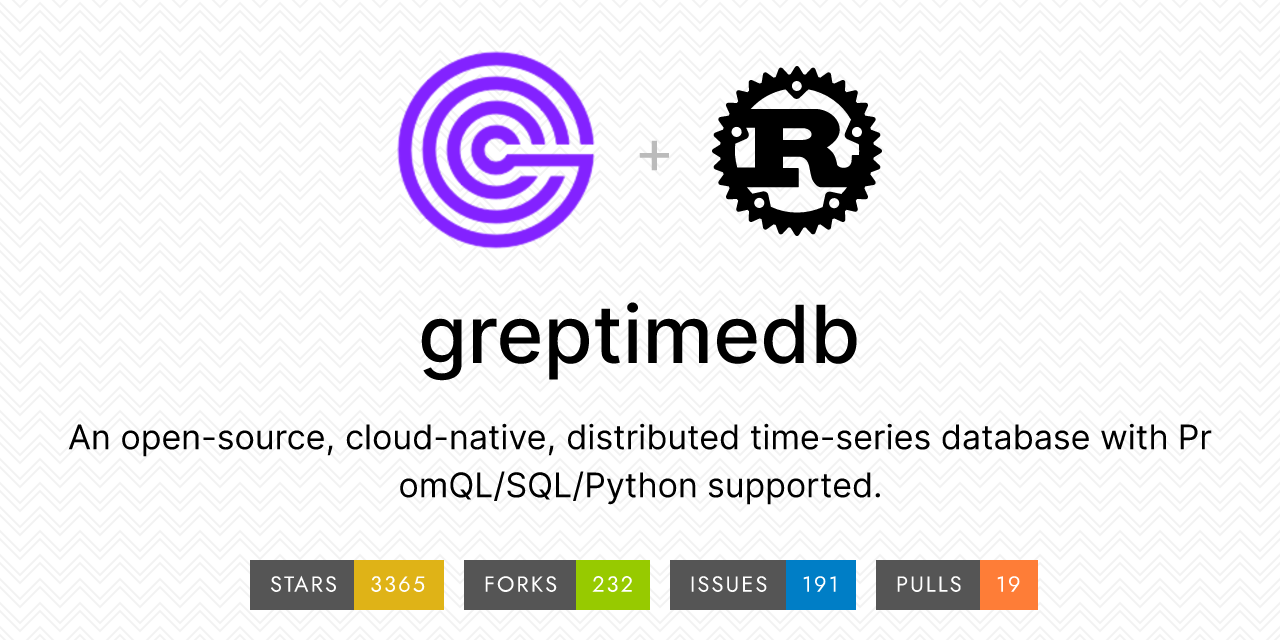 R
greptimedb
An open-source, cloud-native, distributed time-series database with Pr
omQL/SQL/Python supported.
STARS 3365 FORKS 232 ISSUES 191 PULLS 19